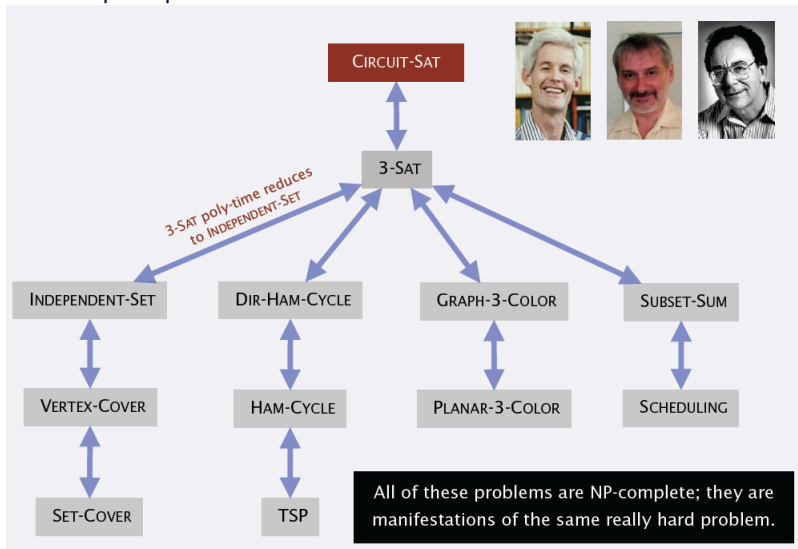 CIRCUIT-SAT
3-SAT
3-SAT poly-time reduces
to INDEPENDENT-SET
INDEPENDENT-SET
DIR-HAM-CYCLE
GRAPH-3-COLOR
SUBSET-SUM
VERTEX-COVER
HAM-CYCLE
PLANAR-3-COLOR
SCHEDULING
SET-COVER
TSP
All of these problems are NP-complete; they are
manifestations of the same really hard problem.